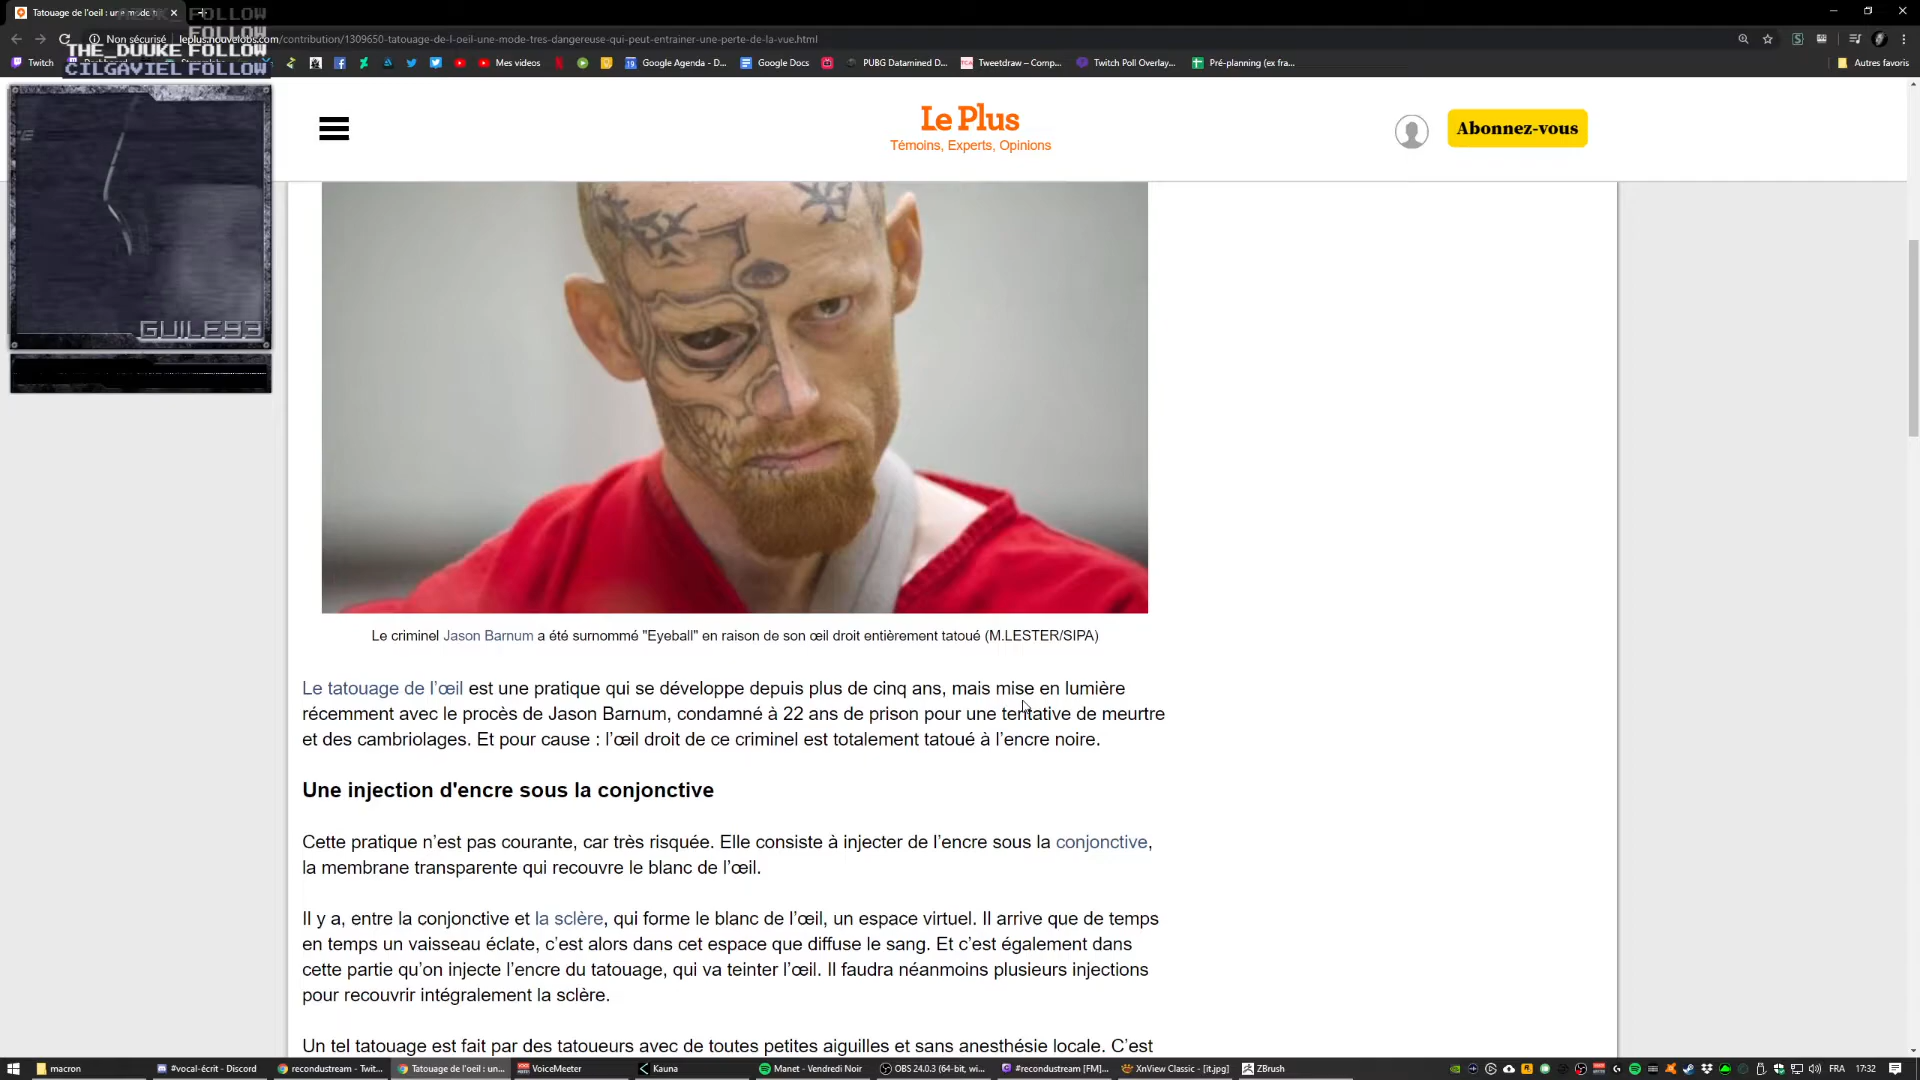 Tatouage de l'oeil : une mode t
FOLLOW
FOLLOW
Non sécurisé
leplus.nouvelobs.com/contribution/1309650-tatouage-de-l-oeil-une-mode-tres-dangereuse-qui-peut-entrainer-une-perte-de-la-vue.html
THE_DUUKE FOLLOW
CILGAVIEL FOLLOW
Twitch
Mes videos
Google Agenda - D...
Google Docs
PUBG Datamined D...
Tweetdraw – Comp...
Twitch Poll Overlay...
Pré-planning (ex fra...
Autres favoris
Le Plus
Témoins, Experts, Opinions
Abonnez-vous
GUILE93
Le criminel Jason Barnum a été surnommé "Eyeball" en raison de son œil droit entièrement tatoué (M.LESTER/SIPA)
Le tatouage de l’œil est une pratique qui se développe depuis plus de cinq ans, mais mise en lumière
récemment avec le procès de Jason Barnum, condamné à 22 ans de prison pour une tentative de meurtre
et des cambriolages. Et pour cause : l’œil droit de ce criminel est totalement tatoué à l’encre noire.
Une injection d'encre sous la conjonctive
Cette pratique n’est pas courante, car très risquée. Elle consiste à injecter de l’encre sous la conjonctive,
la membrane transparente qui recouvre le blanc de l’œil.
Il y a, entre la conjonctive et la sclère, qui forme le blanc de l’œil, un espace virtuel. Il arrive que de temps
en temps un vaisseau éclate, c’est alors dans cet espace que diffuse le sang. Et c’est également dans
cette partie qu’on injecte l’encre du tatouage, qui va teinter l’œil. Il faudra néanmoins plusieurs injections
pour recouvrir intégralement la sclère.
Un tel tatouage est fait par des tatoueurs avec de toutes petites aiguilles et sans anesthésie locale. C’est
macron
#vocal-écrit - Discord
recondustream - Twit...
Tatouage de l'oeil : un...
VoiceMeeter
Kauna
Manet - Vendredi Noir
OBS 24.0.3 (64-bit, wi...
#recondustream [FM]...
XnView Classic - [it.jpg]
ZBrush
FRA
17:32